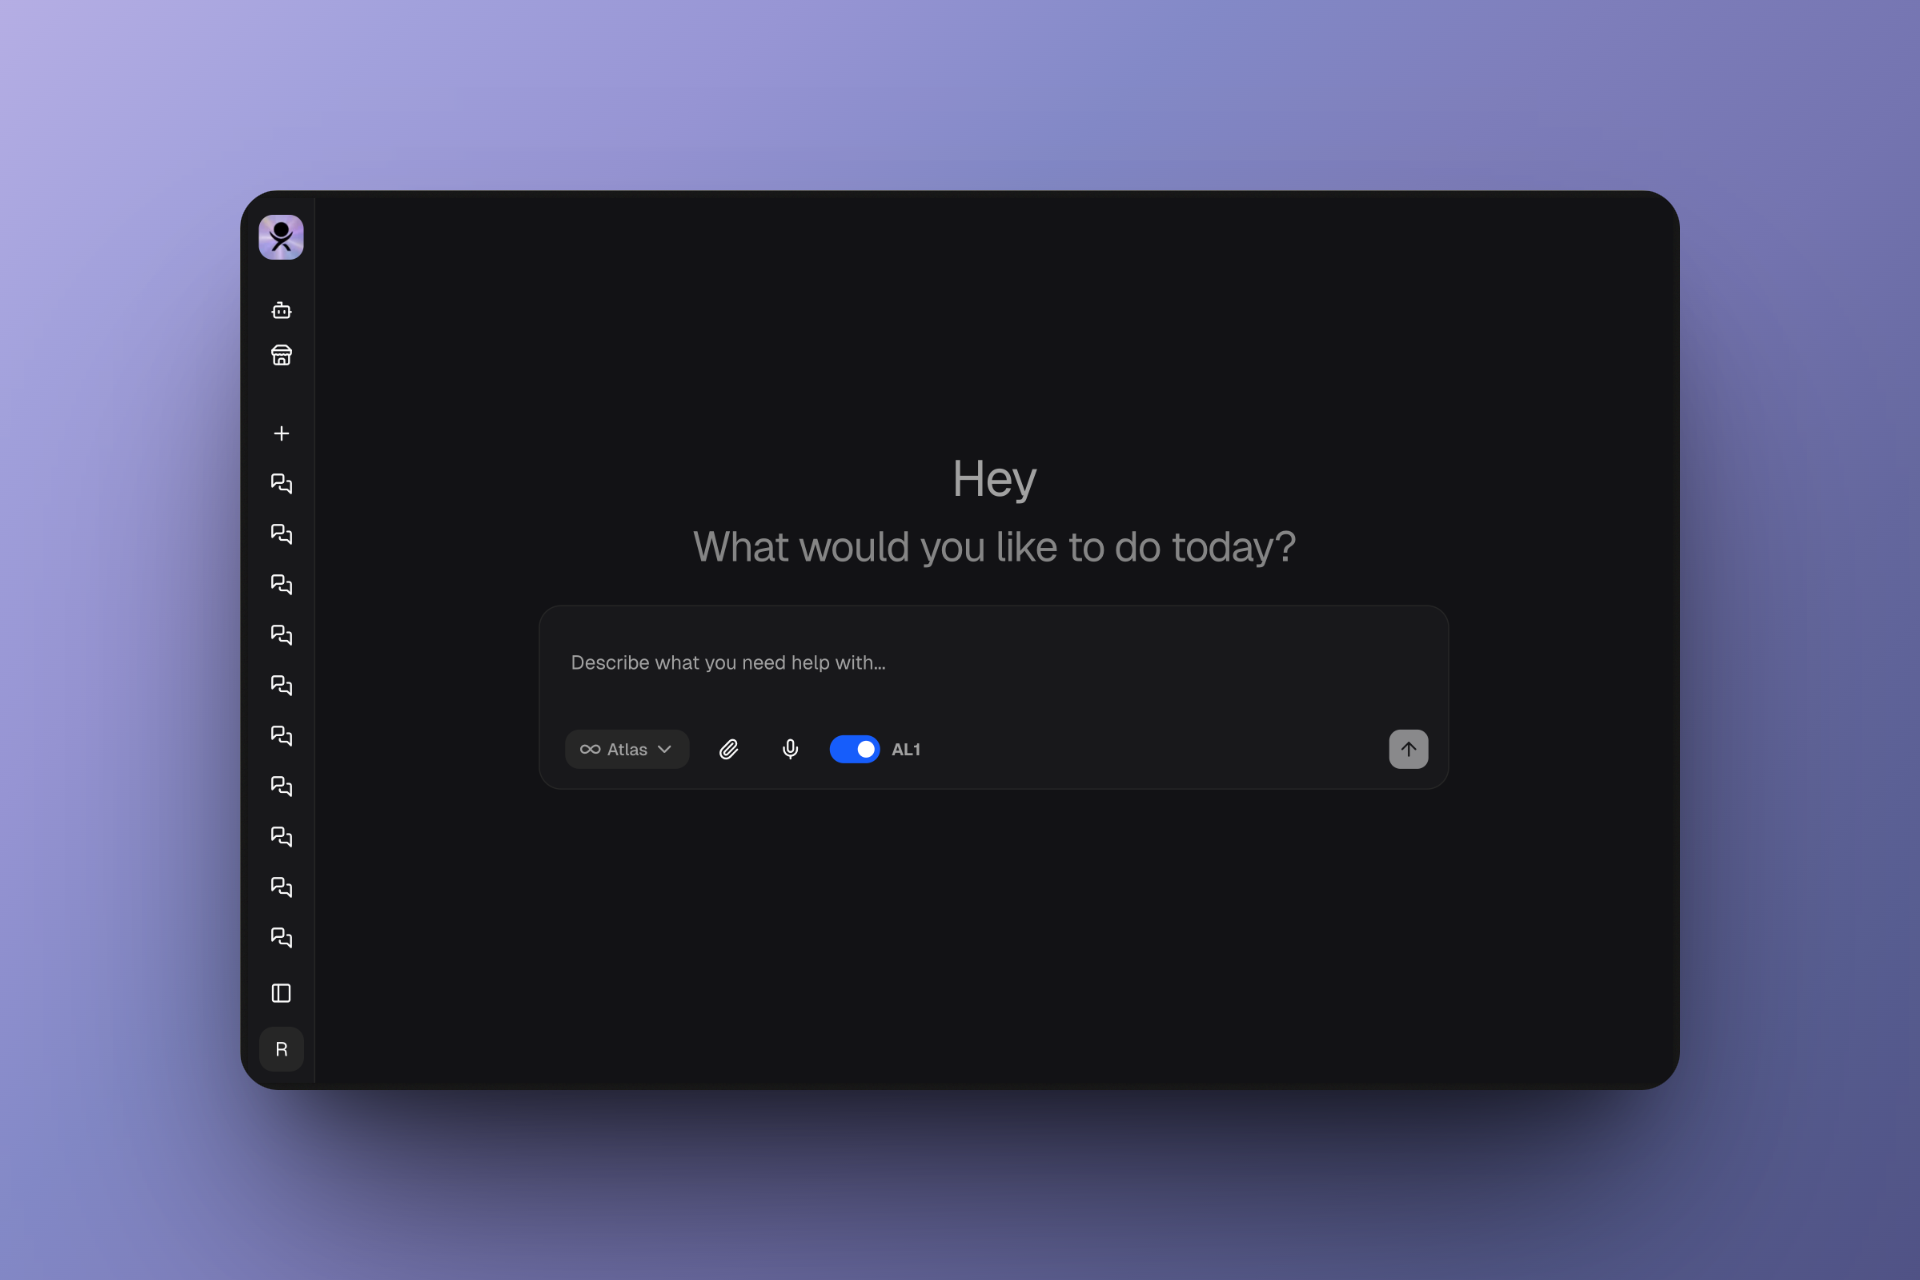 Hey
What would you like to do today?
Describe what you need help with...
Atlas
AL1
R